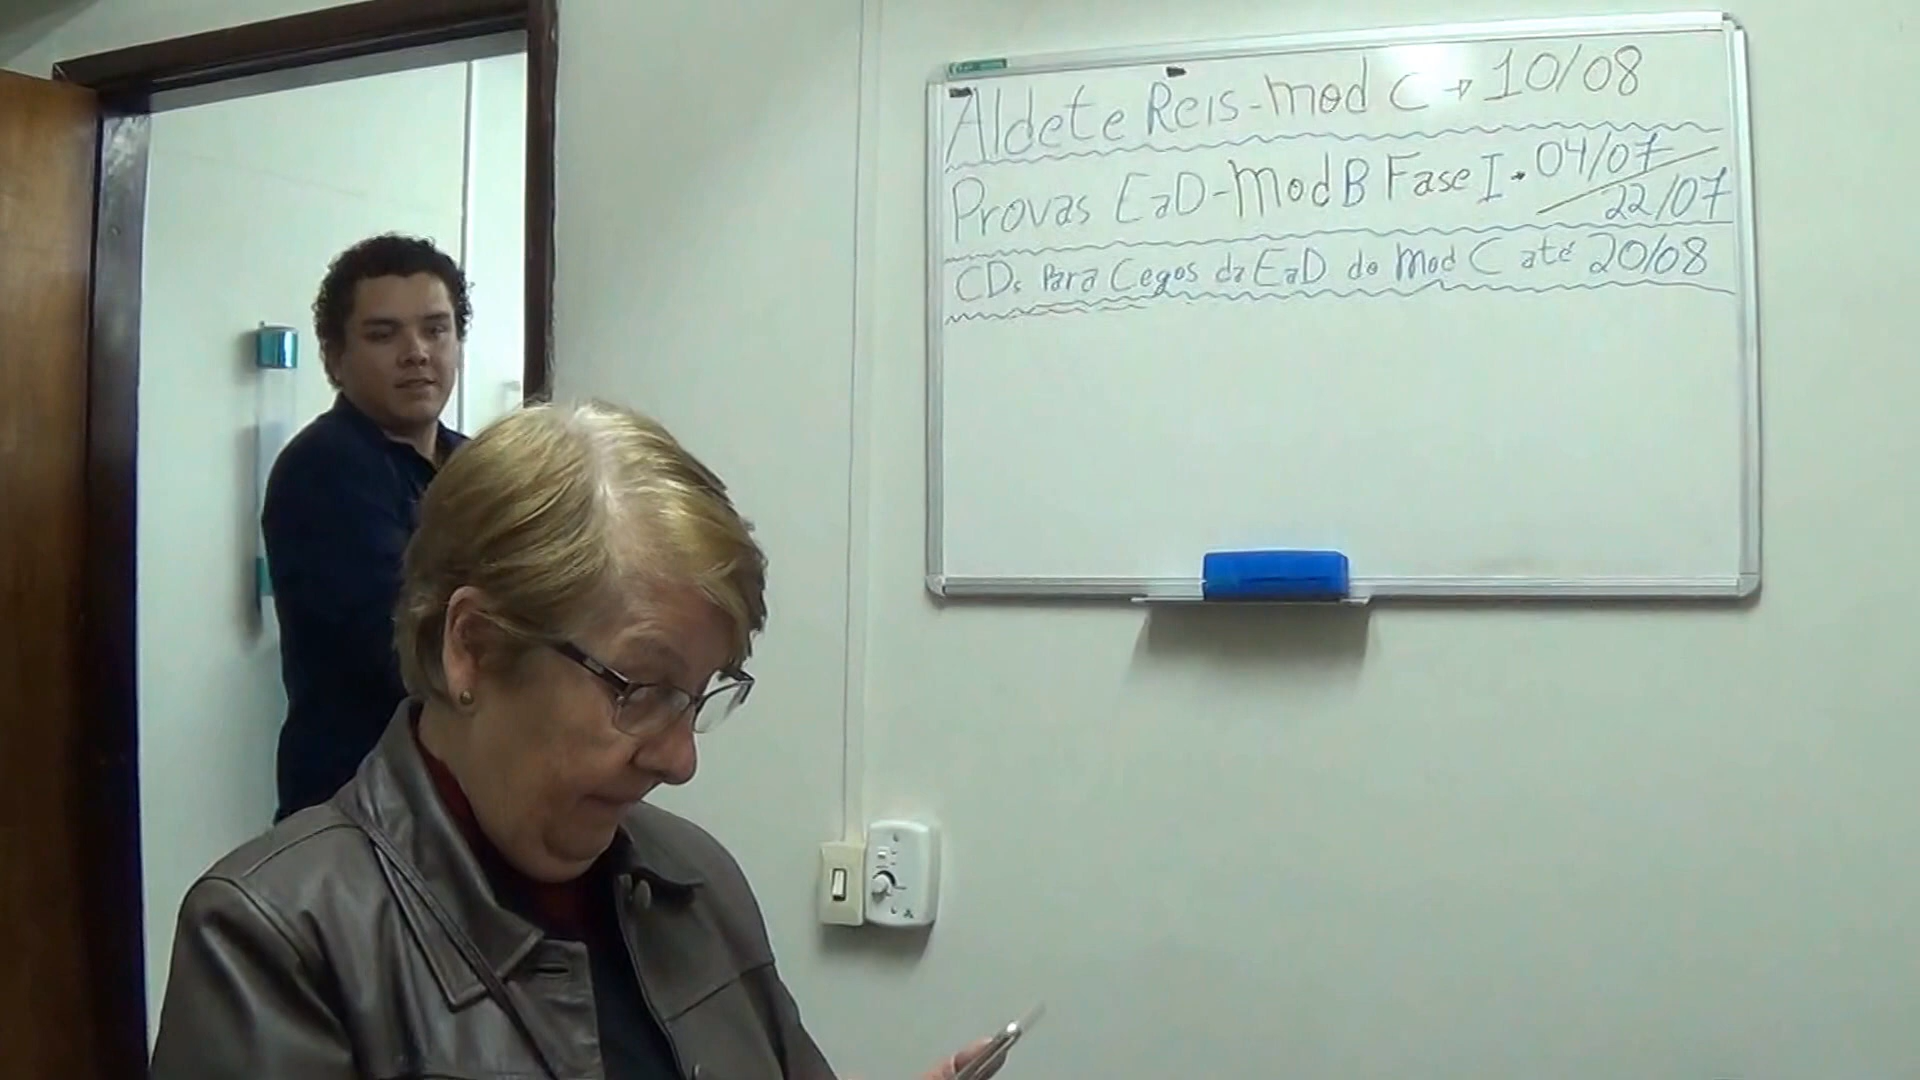 Aldete Reis - Mod C → 10/08
Provas EaD - Mod B Fase I → 04/07
22/07
CDs Para Cegos da EaD do Mod C até 20/08